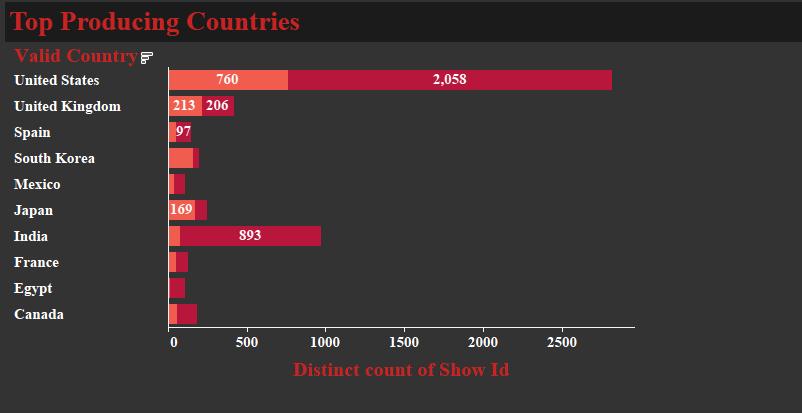 Top Producing Countries
Valid Country
United States 760 2,058
United Kingdom 213 206
Spain 97
South Korea
Mexico
Japan 169
India 893
France
Egypt
Canada
0 500 1000 1500 2000 2500
Distinct count of Show Id